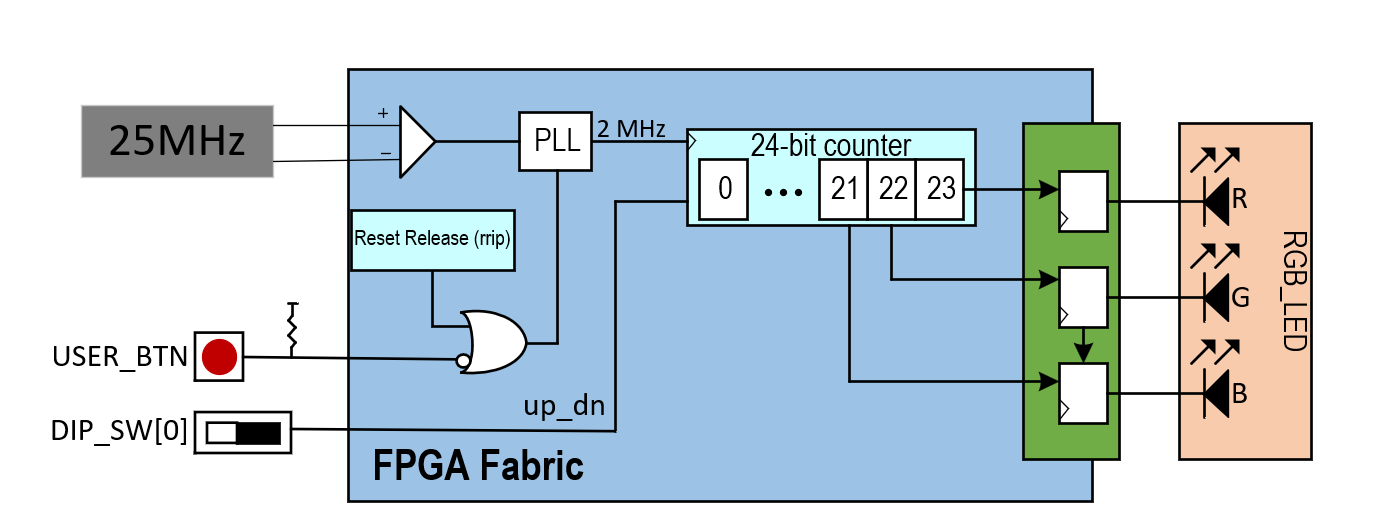 25MHz
+
−
PLL
2 MHz
24-bit counter
0 ••• 21 22 23
Reset Release (rrip)
USER_BTN
DIP_SW[0]
up_dn
FPGA Fabric
R
G
B
RGB_LED